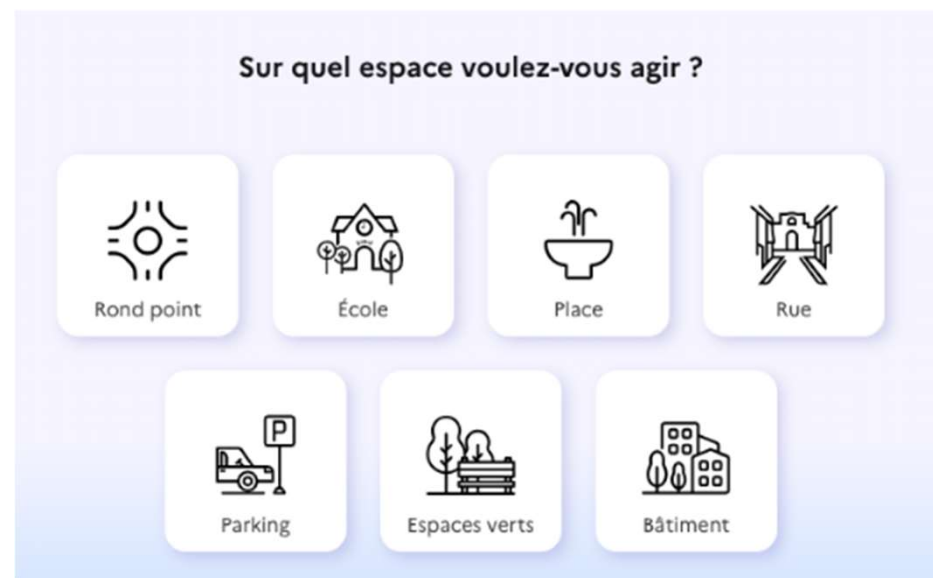 Sur quel espace voulez-vous agir ?
Rond point
École
Place
Rue
P
Parking
Espaces verts
Bâtiment